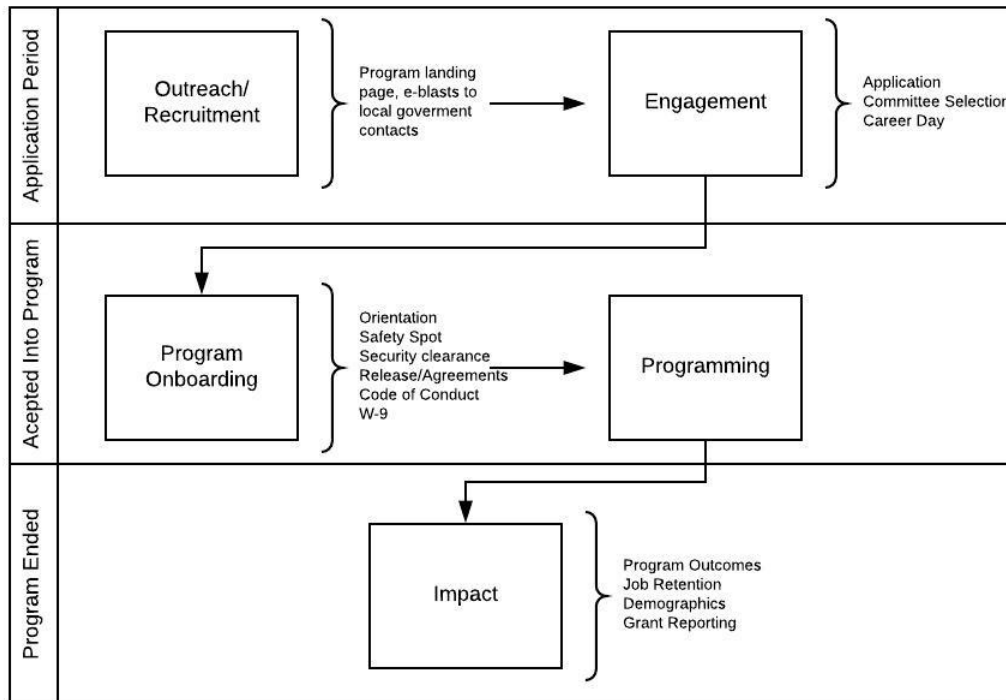 Application Period
Outreach/
Recruitment
Program landing
page, e-blasts to
local goverment
contacts
Engagement
Application
Committee Selection
Career Day
Acepted Into Program
Program
Onboarding
Orientation
Safety Spot
Security clearance
Release/Agreements
Code of Conduct
W-9
Programming
Program Ended
Impact
Program Outcomes
Job Retention
Demographics
Grant Reporting